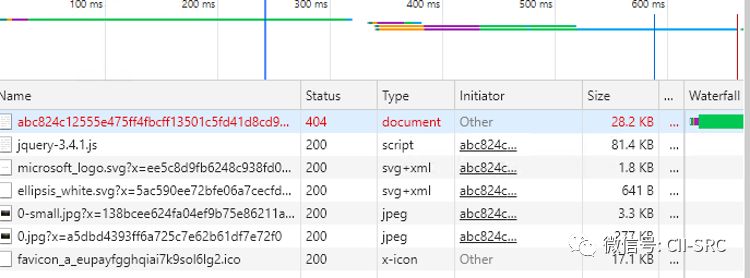 100 ms 200 ms 300 ms 400 ms 500 ms 600 ms
Name Status Type Initiator Size ... Waterfall
abc824c12555e475ff4fbcff13501c5fd41d8cd9... 404 document Other 28.2 KB ...
jquery-3.4.1.js 200 script abc824c... 81.4 KB ...
microsoft_logo.svg?x=ee5c8d9fb6248c938fd0... 200 svg+xml abc824c... 1.8 KB ...
ellipsis_white.svg?x=5ac590ee72bfe06a7cecfd... 200 svg+xml abc824c... 641 B ...
0-small.jpg?x=138bcee624fa04ef9b75e86211a... 200 jpeg abc824c... 3.3 KB ...
0.jpg?x=a5dbd4393ff6a725c7e62b61df7e72f0 200 jpeg abc824c... 277 KB
favicon_a_eupayfgghqiai7k9sol6lg2.ico 200 x-icon Other 17.1 KB ...
微信号: CII-SRC